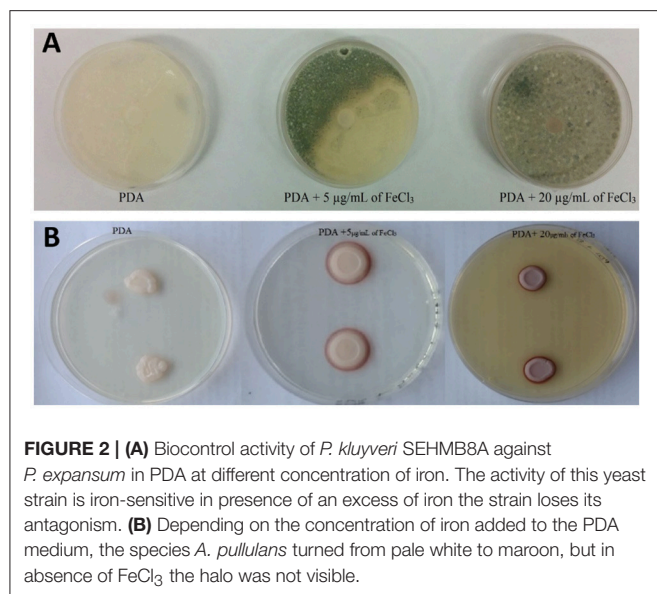 A
PDA
PDA + 5 µg/mL of FeCl₃
PDA + 20 µg/mL of FeCl₃
B
PDA
PDA +5µg/mL of FeCl₃
PDA+ 20µg/mL of FeCl₃
FIGURE 2 | (A) Biocontrol activity of P. kluyveri SEHMB8A against
P. expansum in PDA at different concentration of iron. The activity of this yeast
strain is iron-sensitive in presence of an excess of iron the strain loses its
antagonism. (B) Depending on the concentration of iron added to the PDA
medium, the species A. pullulans turned from pale white to maroon, but in
absence of FeCl₃ the halo was not visible.